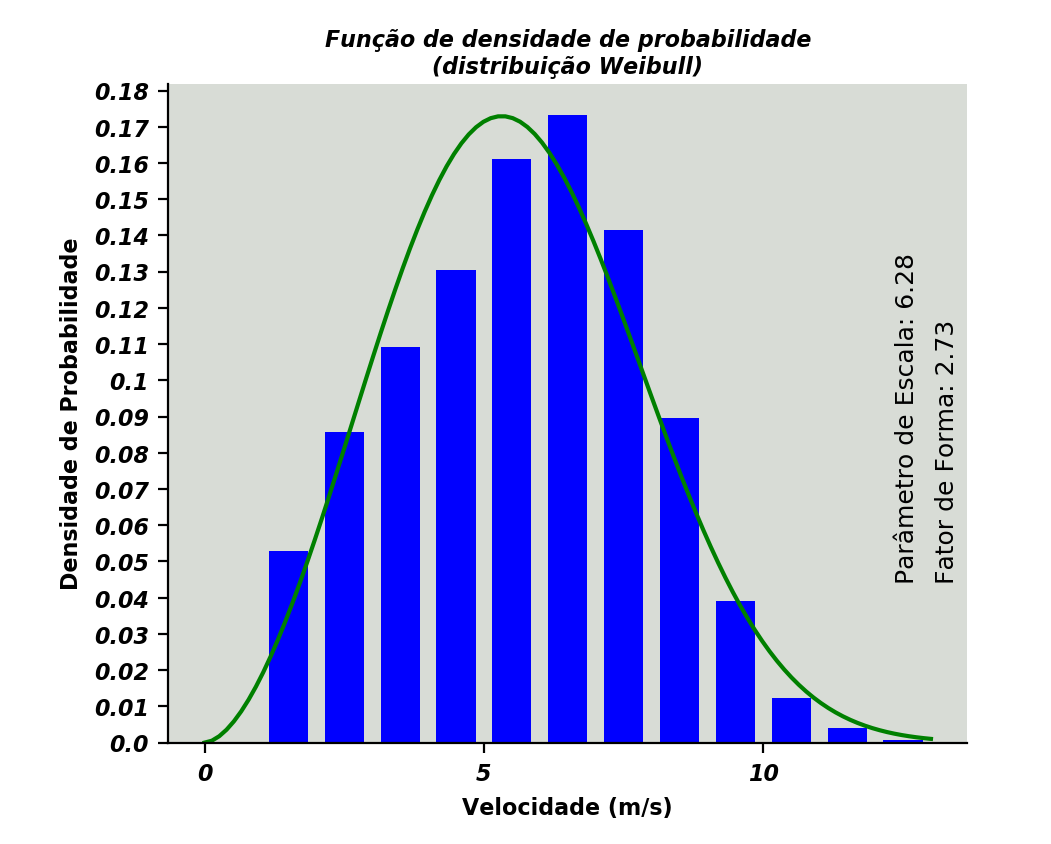 Função de densidade de probabilidade
(distribuição Weibull)
0.18
0.17
0.16
0.15
0.14
0.13
0.12
0.11
0.1
0.09
0.08
0.07
0.06
0.05
0.04
0.03
0.02
0.01
0.0
Densidade de Probabilidade
Parâmetro de Escala: 6.28
Fator de Forma: 2.73
0 5 10
Velocidade (m/s)